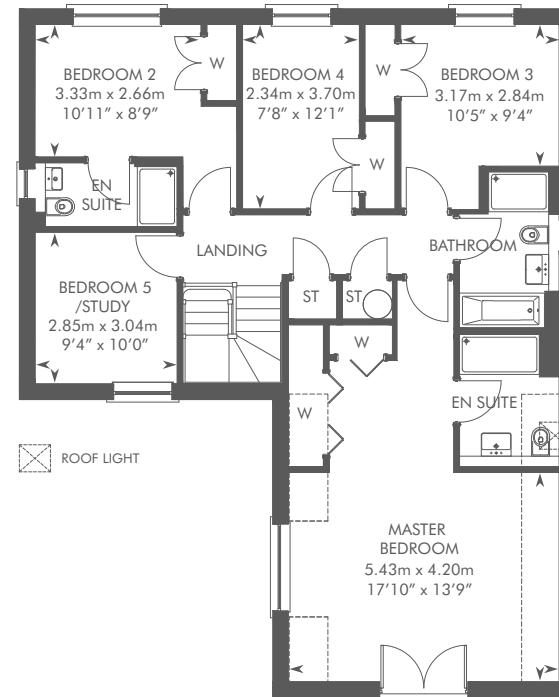 BEDROOM 2
3.33m x 2.66m
10’11” x 8’9”
W
BEDROOM 4
2.34m x 3.70m
7’8” x 12’1”
W
BEDROOM 3
3.17m x 2.84m
10’5” x 9’4”
W
EN
SUITE
LANDING
BATHROOM
BEDROOM 5
/STUDY
2.85m x 3.04m
9’4” x 10’0”
ST
ST
W
W
EN SUITE
ROOF LIGHT
MASTER
BEDROOM
5.43m x 4.20m
17’10” x 13’9”